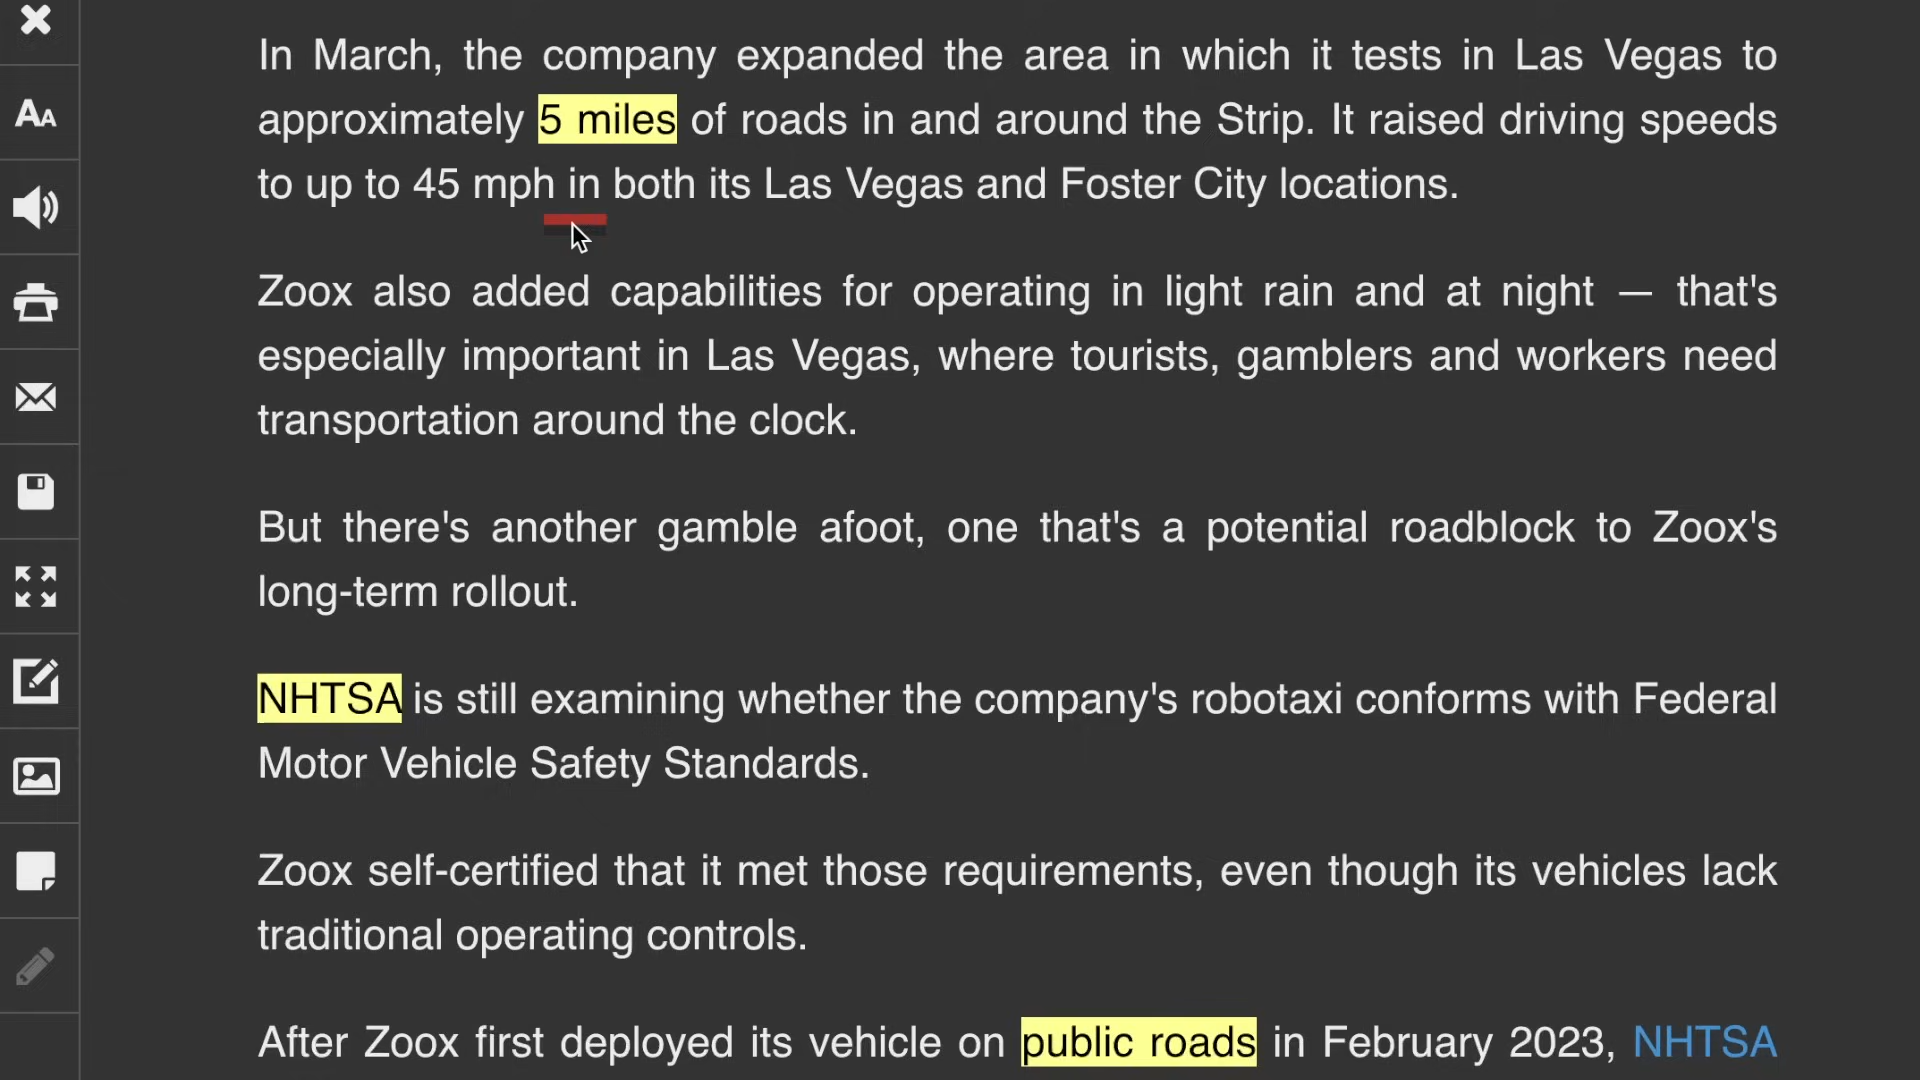 In March, the company expanded the area in which it tests in Las Vegas to
approximately 5 miles of roads in and around the Strip. It raised driving speeds
to up to 45 mph in both its Las Vegas and Foster City locations.
Zoox also added capabilities for operating in light rain and at night — that's
especially important in Las Vegas, where tourists, gamblers and workers need
transportation around the clock.
But there's another gamble afoot, one that's a potential roadblock to Zoox's
long-term rollout.
NHTSA is still examining whether the company's robotaxi conforms with Federal
Motor Vehicle Safety Standards.
Zoox self-certified that it met those requirements, even though its vehicles lack
traditional operating controls.
After Zoox first deployed its vehicle on public roads in February 2023, NHTSA